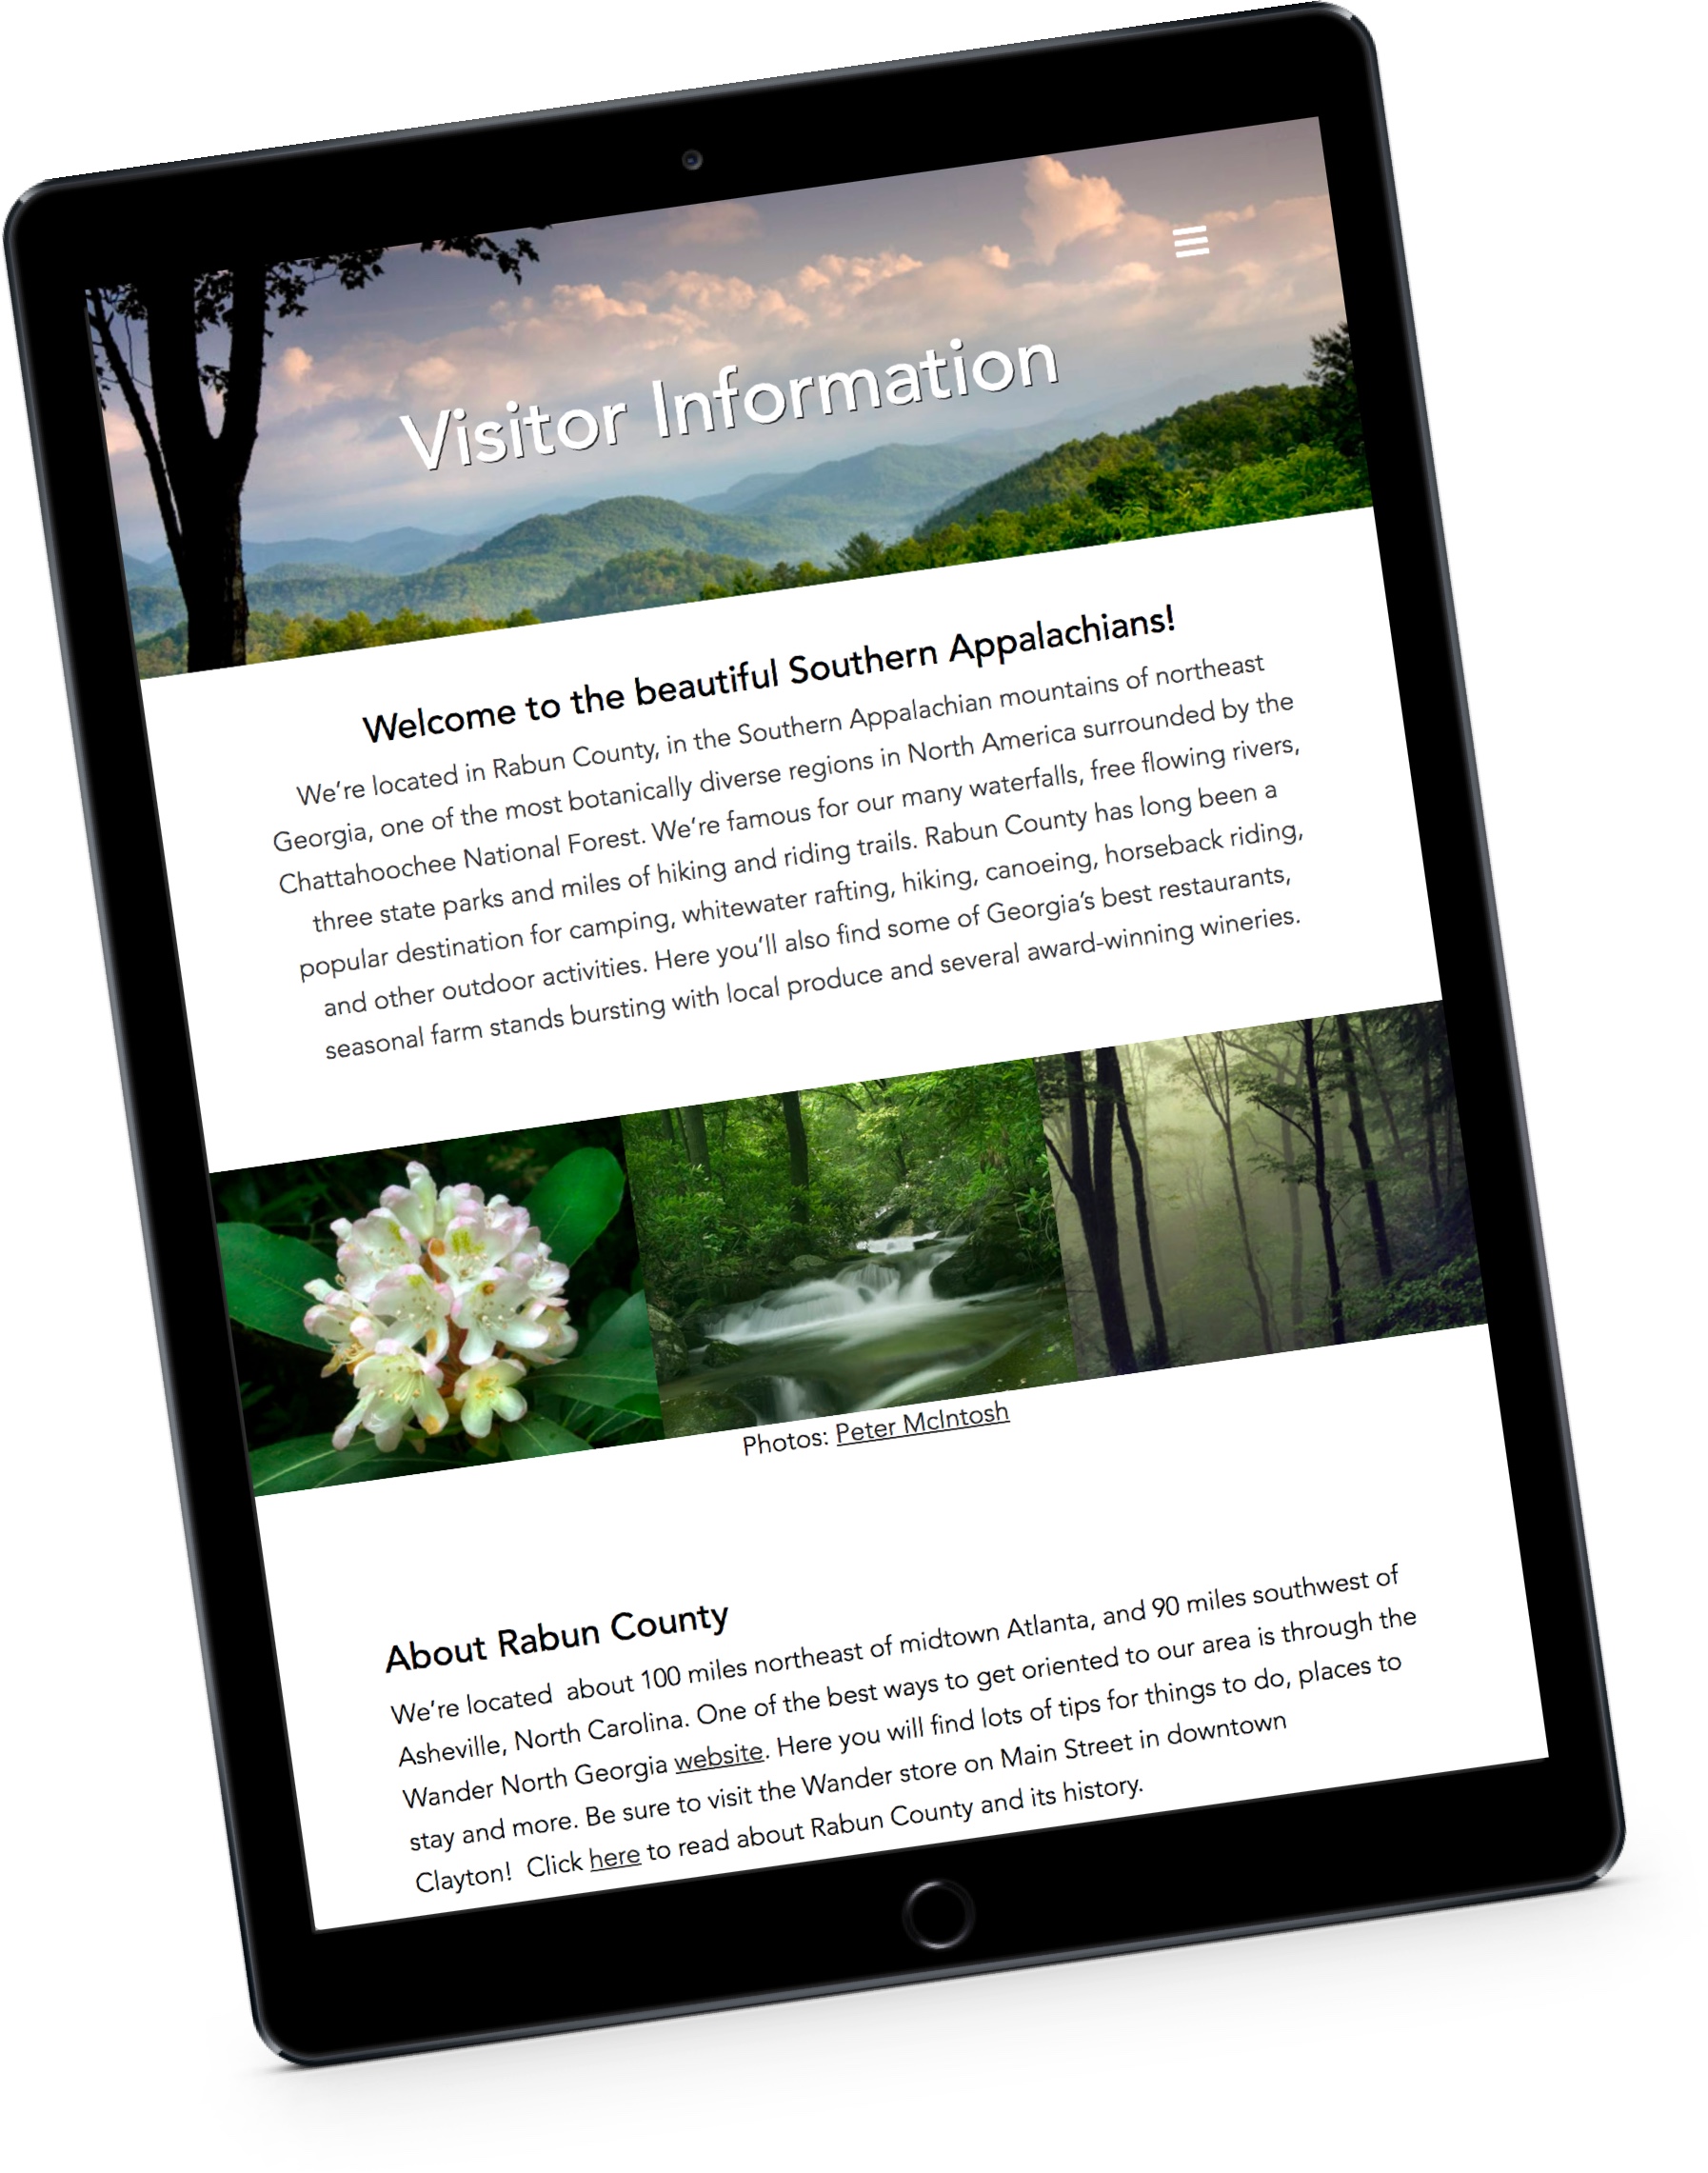 Visitor Information
Welcome to the beautiful Southern Appalachians!
We’re located in Rabun County, in the Southern Appalachian mountains of northeast
Georgia, one of the most botanically diverse regions in North America surrounded by the
Chattahoochee National Forest. We’re famous for our many waterfalls, free flowing rivers,
three state parks and miles of hiking and riding trails. Rabun County has long been a
popular destination for camping, whitewater rafting, hiking, canoeing, horseback riding,
and other outdoor activities. Here you’ll also find some of Georgia’s best restaurants,
seasonal farm stands bursting with local produce and several award-winning wineries.
Photos: Peter McIntosh
About Rabun County
We’re located  about 100 miles northeast of midtown Atlanta, and 90 miles southwest of
Asheville, North Carolina. One of the best ways to get oriented to our area is through the
Wander North Georgia website. Here you will find lots of tips for things to do, places to
stay and more. Be sure to visit the Wander store on Main Street in downtown
Clayton!  Click here to read about Rabun County and its history.